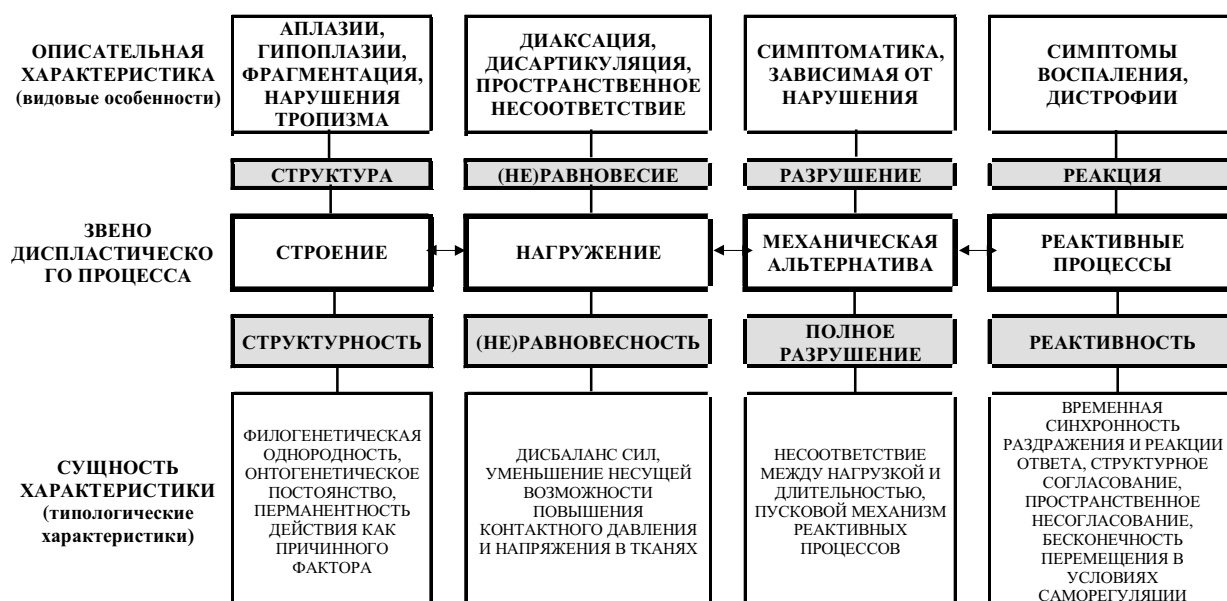 ОПИСАТЕЛЬНАЯ
ХАРАКТЕРИСТИКА
(видовые особенности)
АПЛАЗИИ,
ГИПОПЛАЗИИ,
ФРАГМЕНТАЦИЯ,
НАРУШЕНИЯ
ТРОПИЗМА
ДИАКСАЦИЯ,
ДИСАРТИКУЛЯЦИЯ,
ПРОСТРАНСТВЕННОЕ
НЕСООТВЕТСТВИЕ
СИМПТОМАТИКА,
ЗАВИСИМАЯ ОТ
НАРУШЕНИЯ
СИМПТОМЫ
ВОСПАЛЕНИЯ,
ДИСТРОФИИ
СТРУКТУРА
(НЕ)РАВНОВЕСИЕ
РАЗРУШЕНИЕ
РЕАКЦИЯ
ЗВЕНО
ДИСПЛАСТИЧЕСКО
ГО ПРОЦЕССА
СТРОЕНИЕ
НАГРУЖЕНИЕ
МЕХАНИЧЕСКАЯ
АЛЬТЕРНАТИВА
РЕАКТИВНЫЕ
ПРОЦЕССЫ
СТРУКТУРНОСТЬ
(НЕ)РАВНОВЕСНОСТЬ
ПОЛНОЕ
РАЗРУШЕНИЕ
РЕАКТИВНОСТЬ
СУЩНОСТЬ
ХАРАКТЕРИСТИКИ
(типологические
характеристики)
ФИЛОГЕНЕТИЧЕСКАЯ
ОДНОРОДНОСТЬ,
ОНТОГЕНЕТИЧЕСКОЕ
ПОСТОЯНСТВО,
ПЕРМАНЕНТНОСТЬ
ДЕЙСТВИЯ КАК
ПРИЧИННОГО
ФАКТОРА
ДИСБАЛАНС СИЛ,
УМЕНЬШЕНИЕ НЕСУЩЕЙ
ВОЗМОЖНОСТИ
ПОВЫШЕНИЯ
КОНТАКТНОГО ДАВЛЕНИЯ
И НАПРЯЖЕНИЯ В ТКАНЯХ
НЕСООТВЕТСТВИЕ
МЕЖДУ НАГРУЗКОЙ И
ДЛИТЕЛЬНОСТЬЮ,
ПУСКОВОЙ МЕХАНИЗМ
РЕАКТИВНЫХ
ПРОЦЕССОВ
ВРЕМЕННАЯ
СИНХРОННОСТЬ
РАЗДРАЖЕНИЯ И РЕАКЦИИ
ОТВЕТА, СТРУКТУРНОЕ
СОГЛАСОВАНИЕ,
ПРОСТРАНСТВЕННОЕ
НЕСОГЛАСОВАНИЕ,
БЕСКОНЕЧНОСТЬ
ПЕРЕМЕЩЕНИЯ В
УСЛОВИЯХ
САМОРЕГУЛЯЦИИ